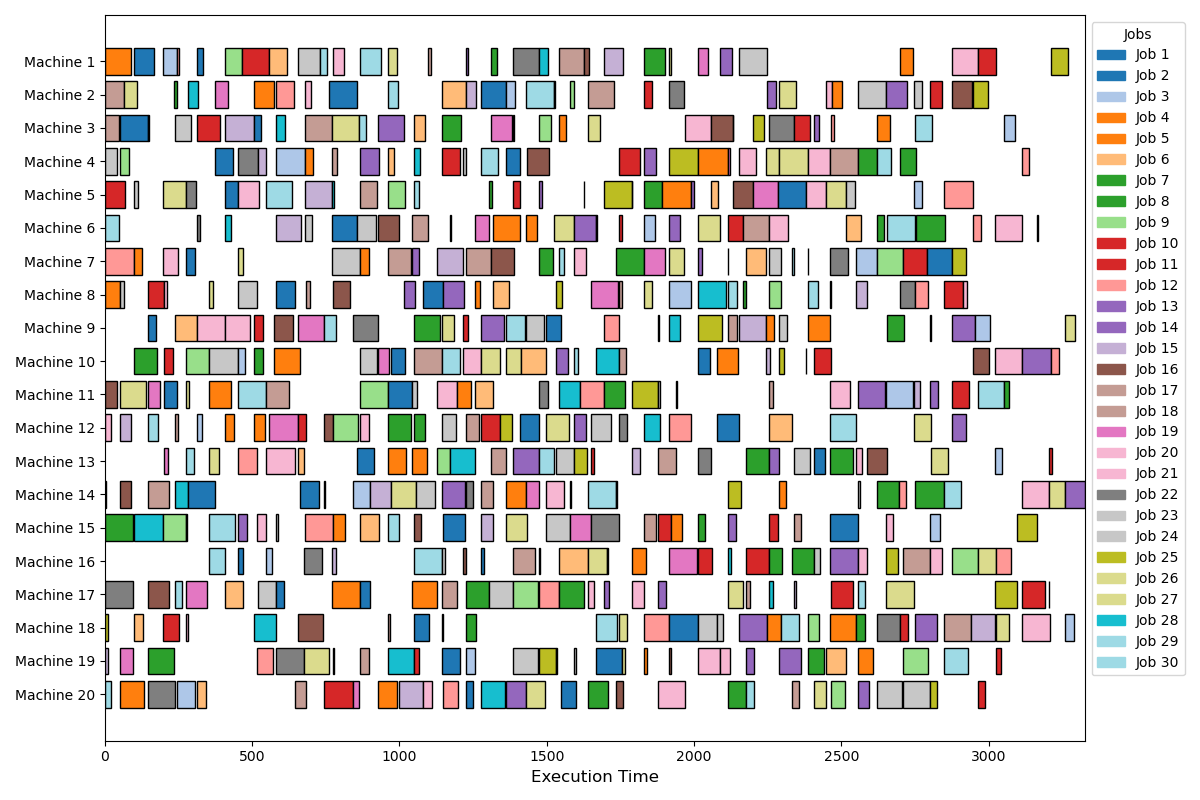 Machine 1
Machine 2
Machine 3
Machine 4
Machine 5
Machine 6
Machine 7
Machine 8
Machine 9
Machine 10
Machine 11
Machine 12
Machine 13
Machine 14
Machine 15
Machine 16
Machine 17
Machine 18
Machine 19
Machine 20
0 500 1000 1500 2000 2500 3000
Execution Time
Jobs
Job 1
Job 2
Job 3
Job 4
Job 5
Job 6
Job 7
Job 8
Job 9
Job 10
Job 11
Job 12
Job 13
Job 14
Job 15
Job 16
Job 17
Job 18
Job 19
Job 20
Job 21
Job 22
Job 23
Job 24
Job 25
Job 26
Job 27
Job 28
Job 29
Job 30